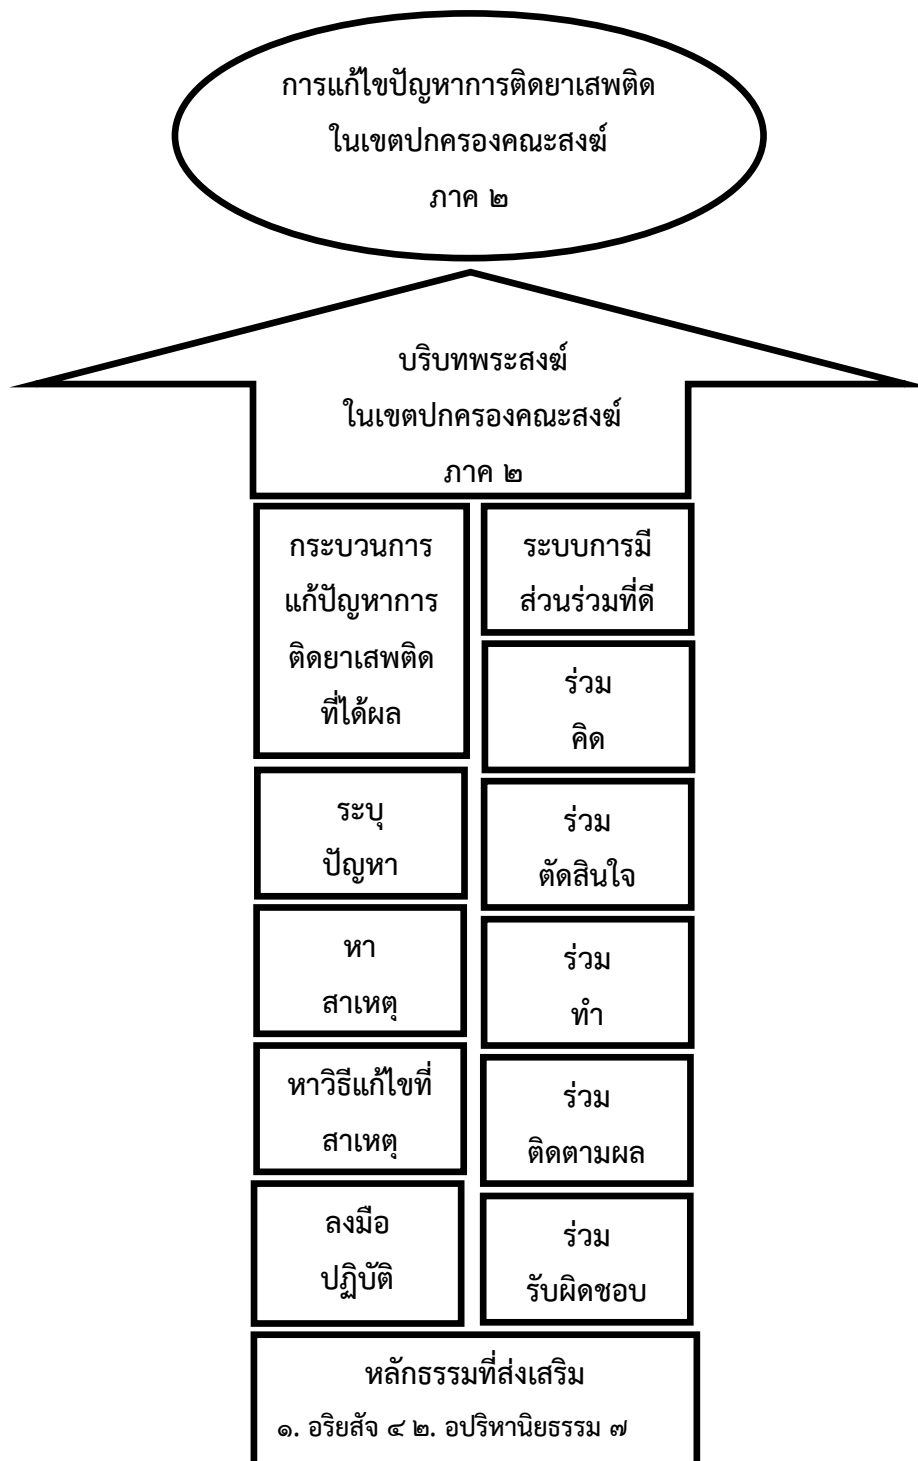 การแก้ไขปัญหาการติดยาเสพติด
ในเขตปกครองคณะสงฆ์
ภาค ๒
บริบทพระสงฆ์
ในเขตปกครองคณะสงฆ์
ภาค ๒
กระบวนการ
แก้ปัญหาการ
ติดยาเสพติด
ที่ได้ผล
ระบุ
ปัญหา
หา
สาเหตุ
หาวิธีแก้ไขที่
สาเหตุ
ลงมือ
ปฏิบัติ
ระบบการมี
ส่วนร่วมที่ดี
ร่วม
คิด
ร่วม
ตัดสินใจ
ร่วม
ทำ
ร่วม
ติดตามผล
ร่วม
รับผิดชอบ
หลักธรรมที่ส่งเสริม
๑. อริยสัจ ๔ ๒. อปริหานิยธรรม ๗